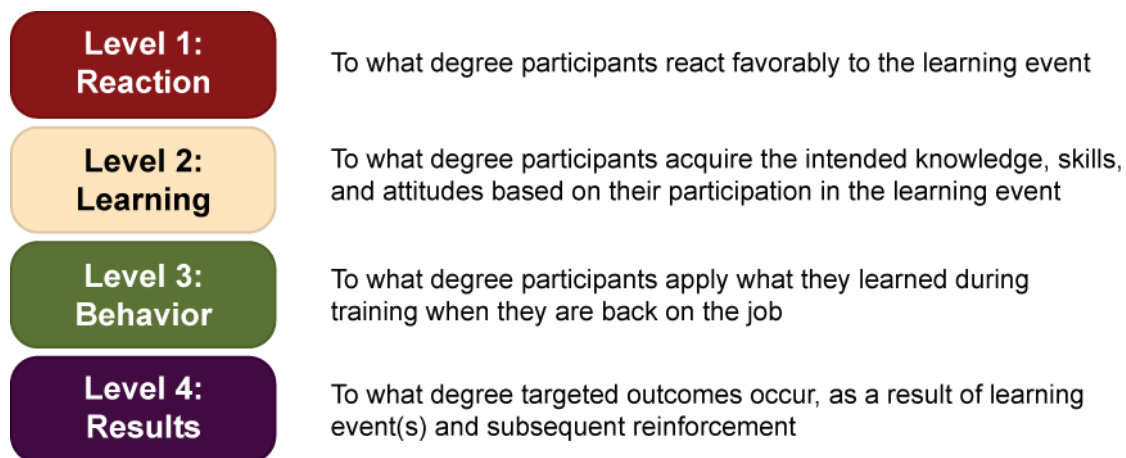 Level 1:
Reaction
To what degree participants react favorably to the learning event
Level 2:
Learning
To what degree participants acquire the intended knowledge, skills,
and attitudes based on their participation in the learning event
Level 3:
Behavior
To what degree participants apply what they learned during
training when they are back on the job
Level 4:
Results
To what degree targeted outcomes occur, as a result of learning
event(s) and subsequent reinforcement